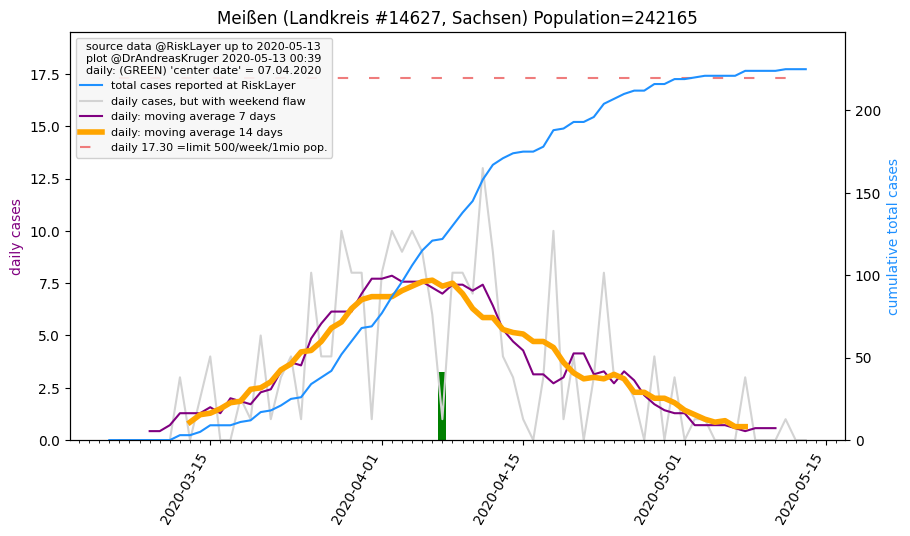 Meißen (Landkreis #14627, Sachsen) Population=242165
source data @RiskLayer up to 2020-05-13
plot @DrAndreasKruger 2020-05-13 00:39
daily: (GREEN) 'center date' = 07.04.2020
total cases reported at RiskLayer
daily cases, but with weekend flaw
daily: moving average 7 days
daily: moving average 14 days
daily 17.30 =limit 500/week/1mio pop.
17.5
15.0
12.5
10.0
7.5
5.0
2.5
0.0
daily cases
200
150
100
50
0
cumulative total cases
2020-03-15
2020-04-01
2020-04-15
2020-05-01
2020-05-15